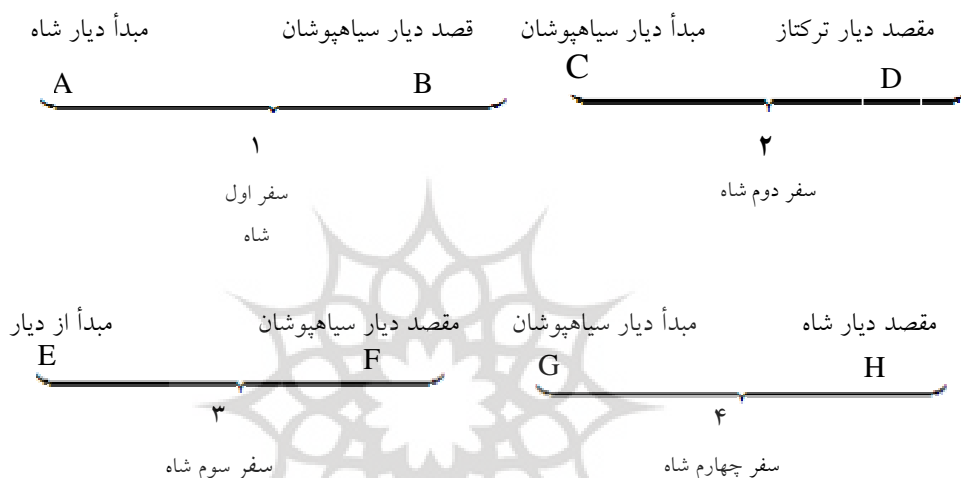 مبدأ دیار شاه قصد دیار سیاهپوشان مبدأ دیار سیاهپوشان مقصد دیار ترکتاز
A B C D
۱ ۲
سفر اول
شاه
سفر دوم شاه
مبدأ از دیار مقصد دیار سیاهپوشان مبدأ دیار سیاهپوشان مقصد دیار شاه
E F G H
۳ ۴
سفر سوم شاه سفر چهارم شاه